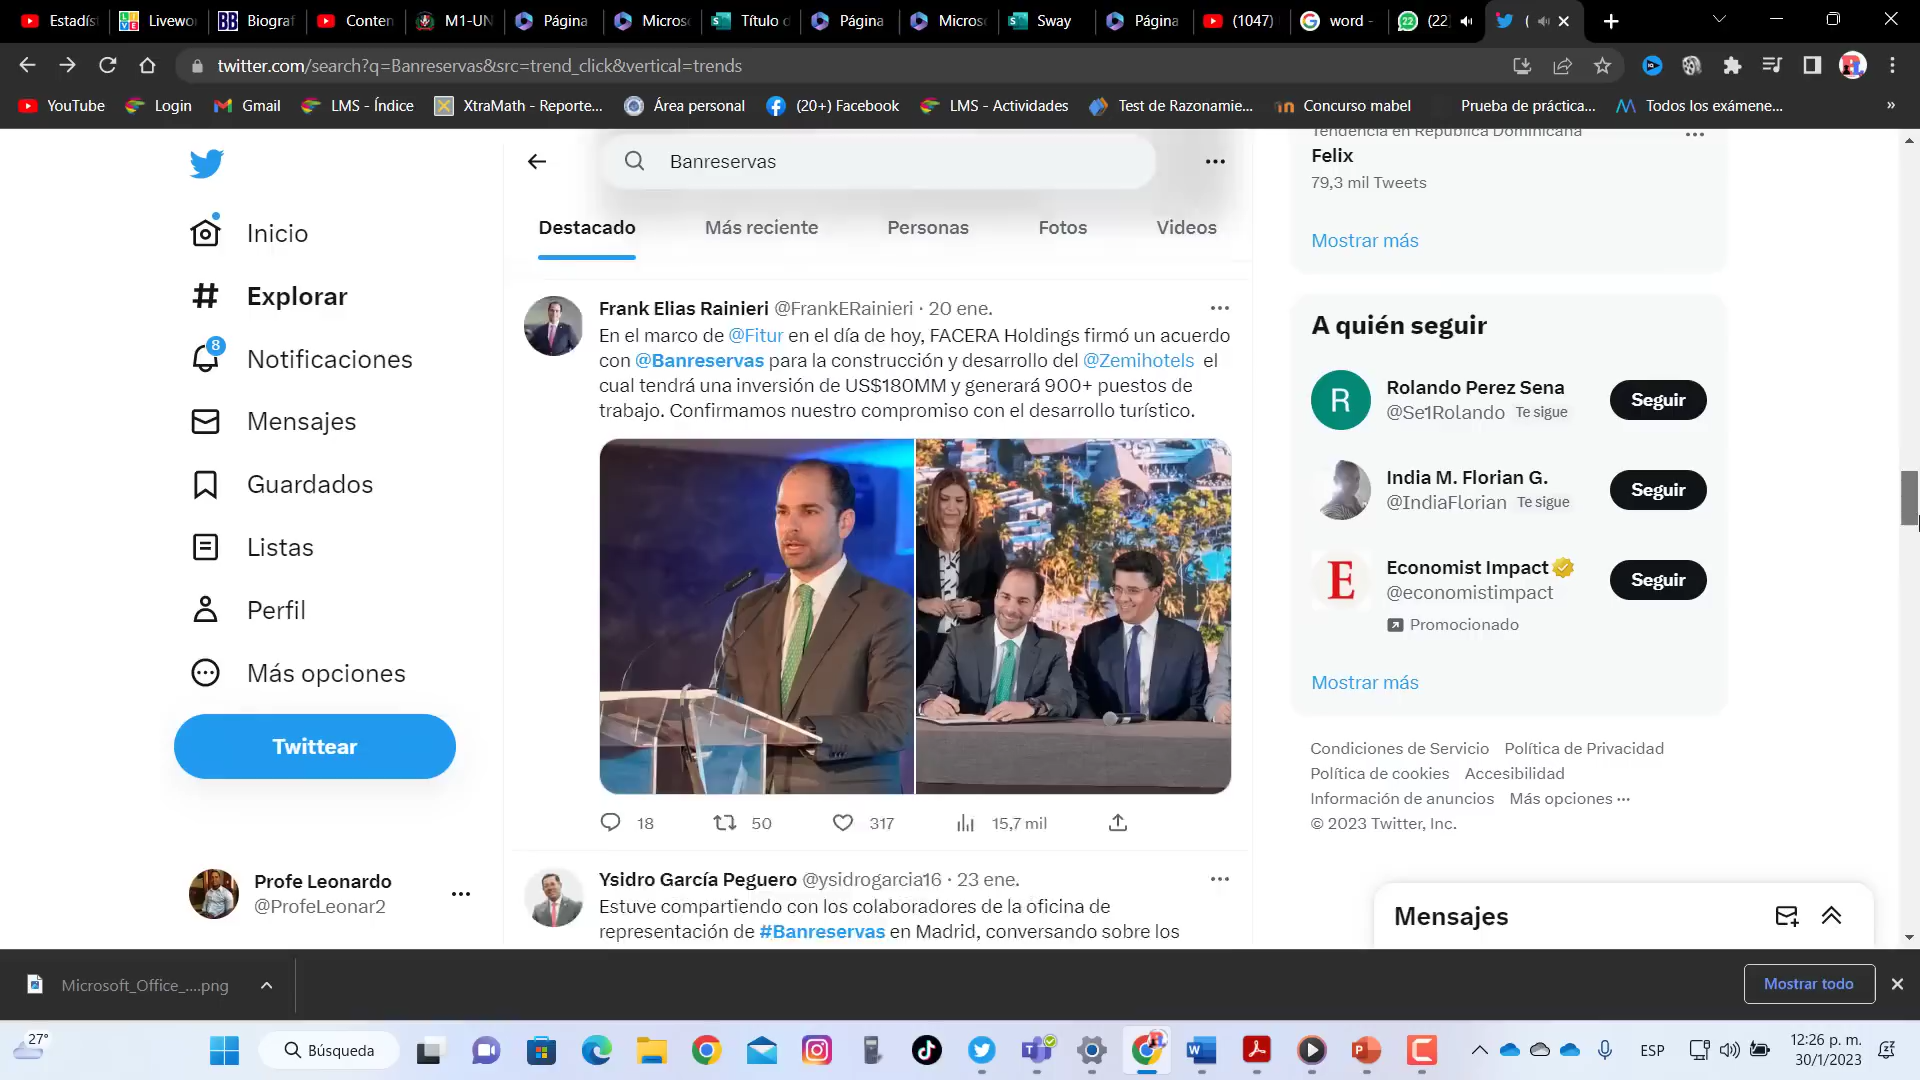 Estadíst
Livewo
Biograf
Conten
M1-UN
Página
Micros
Título d
Página
Micros
Sway
Página
(1047)
word -
(22
(
twitter.com/search?q=Banreservas&src=trend_click&vertical=trends
YouTube
Login
Gmail
LMS - Índice
XtraMath - Reporte...
Área personal
(20+) Facebook
LMS - Actividades
Test de Razonamie...
Concurso mabel
Prueba de práctica...
Todos los exámene...
»
Inicio
Explorar
8
Notificaciones
Mensajes
Guardados
Listas
Perfil
Más opciones
Twittear
Profe Leonardo
@ProfeLeonar2
Banreservas
Destacado
Más reciente
Personas
Fotos
Videos
Frank Elias Rainieri @FrankERainieri · 20 ene.
En el marco de @Fitur en el día de hoy, FACERA Holdings firmó un acuerdo
con @Banreservas para la construcción y desarrollo del @Zemihotels el
cual tendrá una inversión de US$180MM y generará 900+ puestos de
trabajo. Confirmamos nuestro compromiso con el desarrollo turístico.
18
50
317
15,7 mil
Ysidro García Peguero @ysidrogarcia16 · 23 ene.
Estuve compartiendo con los colaboradores de la oficina de
representación de #Banreservas en Madrid, conversando sobre los
Tendencia en República Dominicana
Felix
79,3 mil Tweets
Mostrar más
A quién seguir
R
Rolando Perez Sena
@Se1Rolando Te sigue
Seguir
India M. Florian G.
@IndiaFlorian Te sigue
Seguir
E
Economist Impact
@economistimpact
Promocionado
Seguir
Mostrar más
Condiciones de Servicio Política de Privacidad
Política de cookies Accesibilidad
Información de anuncios Más opciones ···
© 2023 Twitter, Inc.
Mensajes
Microsoft_Office_....png
Mostrar todo
27°
Búsqueda
ESP
12:26 p. m.
30/1/2023